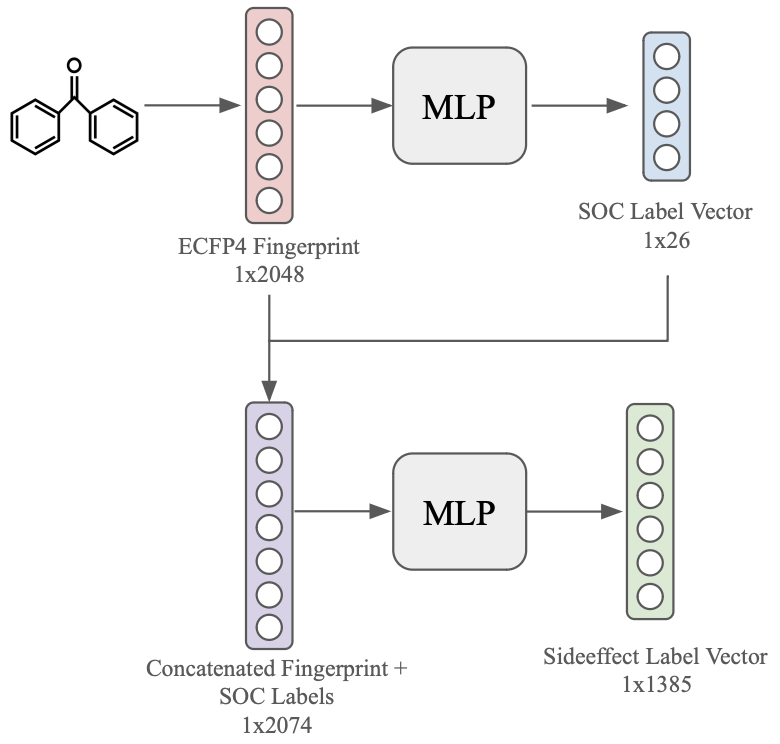 O
MLP
SOC Label Vector
1x26
ECFP4 Fingerprint
1x2048
MLP
Concatenated Fingerprint +
SOC Labels
1x2074
Sideeffect Label Vector
1x1385